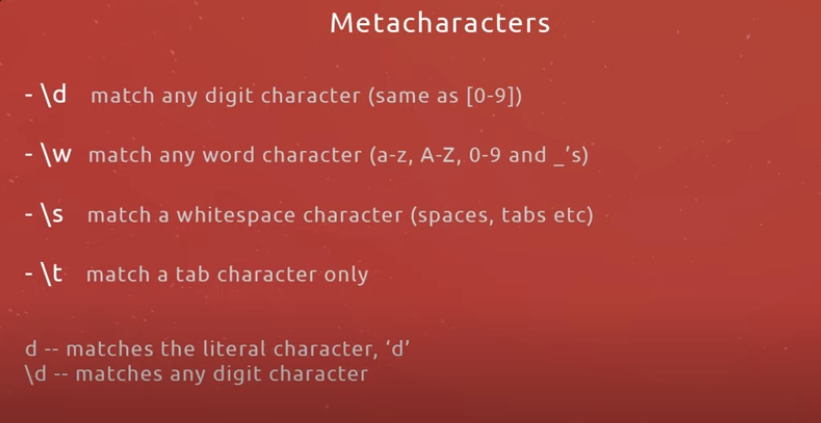 Metacharacters
- \d match any digit character (same as [0-9])
- \w match any word character (a-z, A-Z, 0-9 and _’s)
- \s match a whitespace character (spaces, tabs etc)
- \t match a tab character only
d -- matches the literal character, ‘d’
\d -- matches any digit character